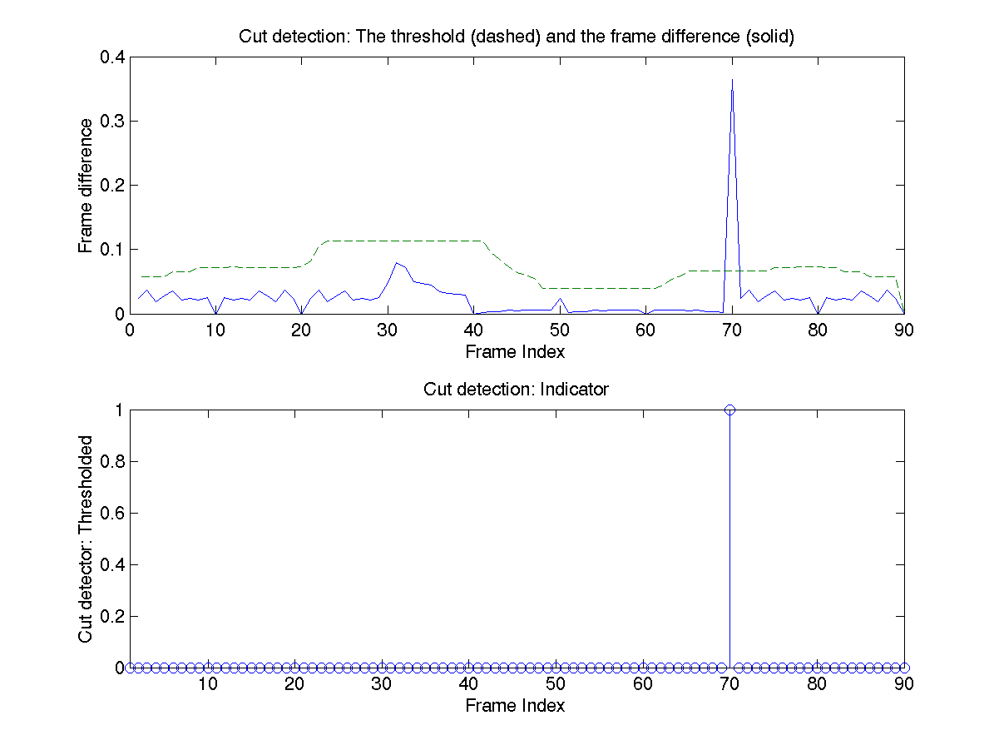 Cut detection: The threshold (dashed) and the frame difference (solid)
0.4
0.3
0.2
0.1
0
Frame difference
0 10 20 30 40 50 60 70 80 90
Frame Index
Cut detection: Indicator
1
0.8
0.6
0.4
0.2
0
Cut detector: Thresholded
10 20 30 40 50 60 70 80 90
Frame Index